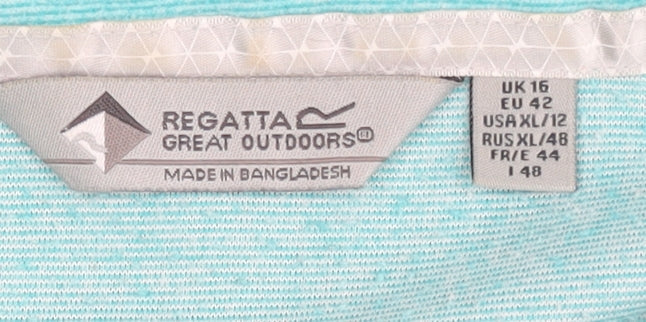 REGATTA
GREAT OUTDOORS®
MADE IN BANGLADESH
UK 16
EU 42
USA XL/12
RUS XL/48
FR/E 44
I 48